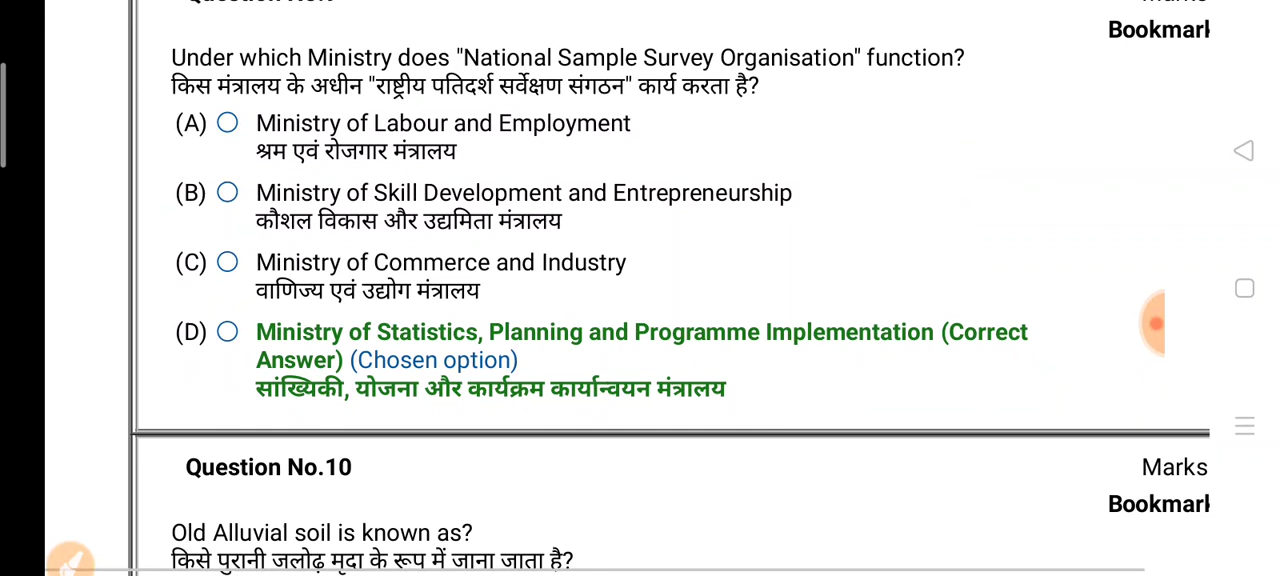 Bookmark
Under which Ministry does "National Sample Survey Organisation" function?
किस मंत्रालय के अधीन "राष्ट्रीय पतिदर्श सर्वेक्षण संगठन" कार्य करता है?
(A) Ministry of Labour and Employment
श्रम एवं रोजगार मंत्रालय
(B) Ministry of Skill Development and Entrepreneurship
कौशल विकास और उद्यमिता मंत्रालय
(C) Ministry of Commerce and Industry
वाणिज्य एवं उद्योग मंत्रालय
(D) Ministry of Statistics, Planning and Programme Implementation (Correct
Answer) (Chosen option)
सांख्यिकी, योजना और कार्यक्रम कार्यान्वयन मंत्रालय
Question No.10 Marks
Bookmark
Old Alluvial soil is known as?
किसे पुरानी जलोढ़ मृदा के रूप में जाना जाता है?